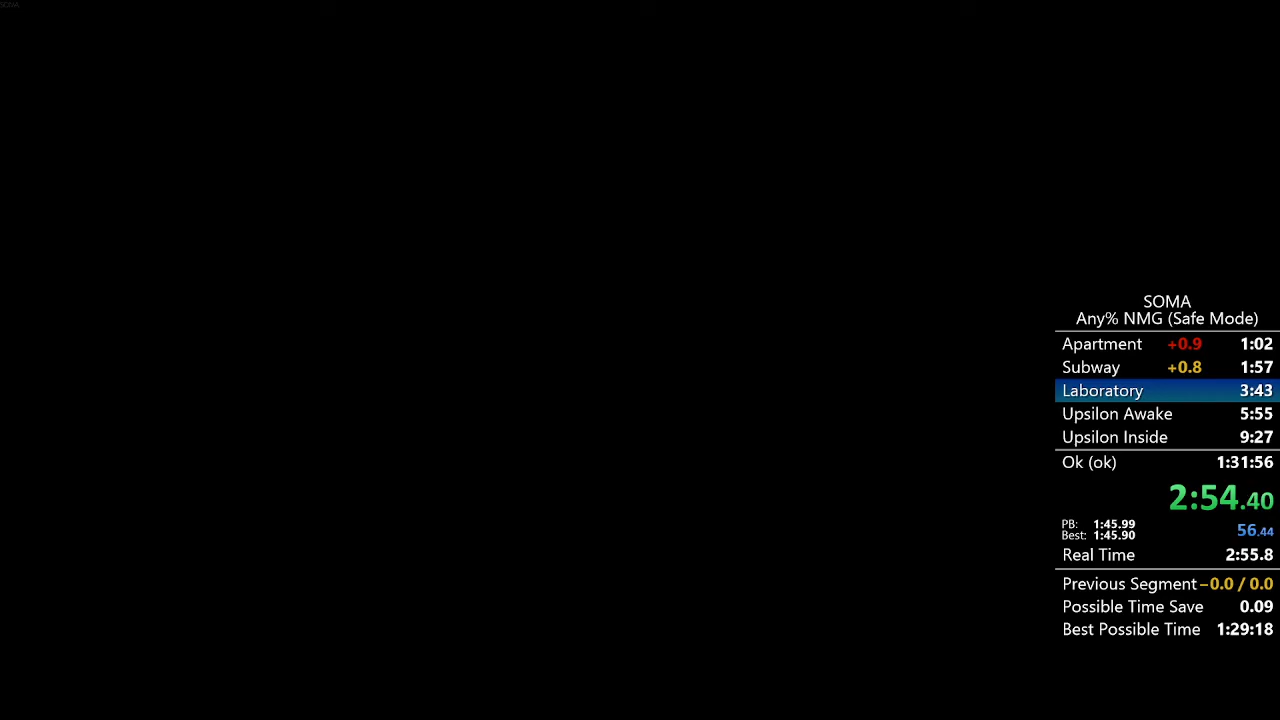 SOMA
SOMA
Any% NMG (Safe Mode)
Apartment +0.9 1:02
Subway +0.8 1:57
Laboratory 3:43
Upsilon Awake 5:55
Upsilon Inside 9:27
Ok (ok) 1:31:56
2:54.40
PB: 1:45.99
Best: 1:45.90 56.44
Real Time 2:55.8
Previous Segment −0.0 / 0.0
Possible Time Save 0.09
Best Possible Time 1:29:18